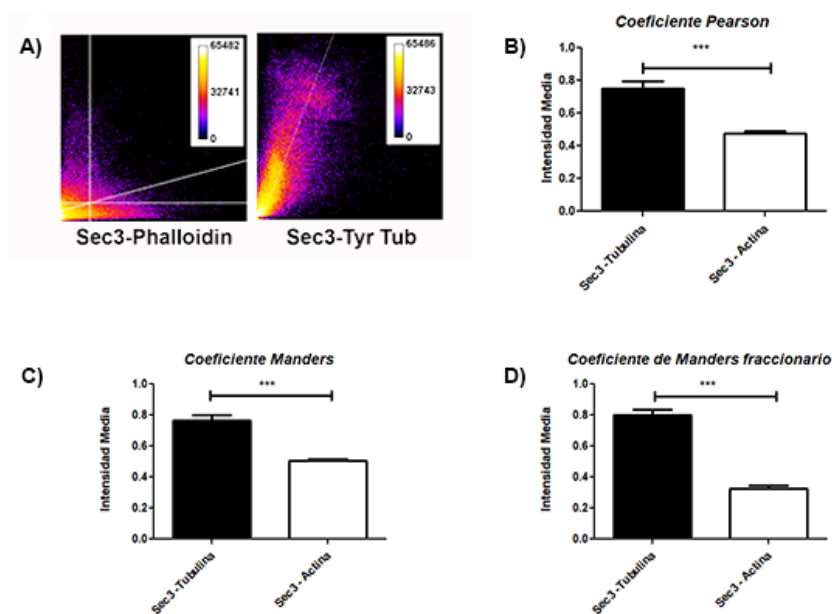 A)
65482
32741
0
Sec3-Phalloidin
65486
32743
0
Sec3-Tyr Tub
B)
Coeficiente Pearson
Intensidad Media
1.0
0.8
0.6
0.4
0.2
0.0
***
Sec3-Tubulina
Sec3 - Actina
C)
Coeficiente Manders
Intensidad Media
1.0
0.8
0.6
0.4
0.2
0.0
***
Sec3-Tubulina
Sec3 - Actina
D)
Coeficiente de Manders fraccionario
Intensidad Media
1.0
0.8
0.6
0.4
0.2
0.0
***
Sec3-Tubulina
Sec3 - Actina